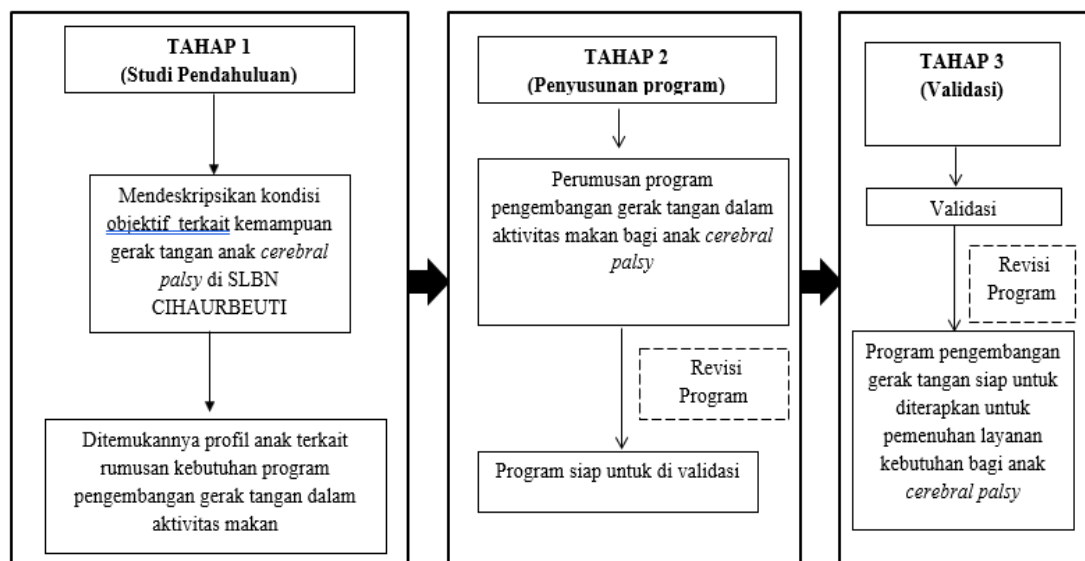 TAHAP 1
(Studi Pendahuluan)
Mendeskripsikan kondisi
objektif terkait kemampuan
gerak tangan anak cerebral
palsy di SLBN
CIHAURBEUTI
Ditemukannya profil anak terkait
rumusan kebutuhan program
pengembangan gerak tangan dalam
aktivitas makan
TAHAP 2
(Penyusunan program)
Perumusan program
pengembangan gerak tangan dalam
aktivitas makan bagi anak cerebral
palsy
Revisi
Program
Program siap untuk di validasi
TAHAP 3
(Validasi)
Validasi
Revisi
Program
Program pengembangan
gerak tangan siap untuk
diterapkan untuk
pemenuhan layanan
kebutuhan bagi anak
cerebral palsy